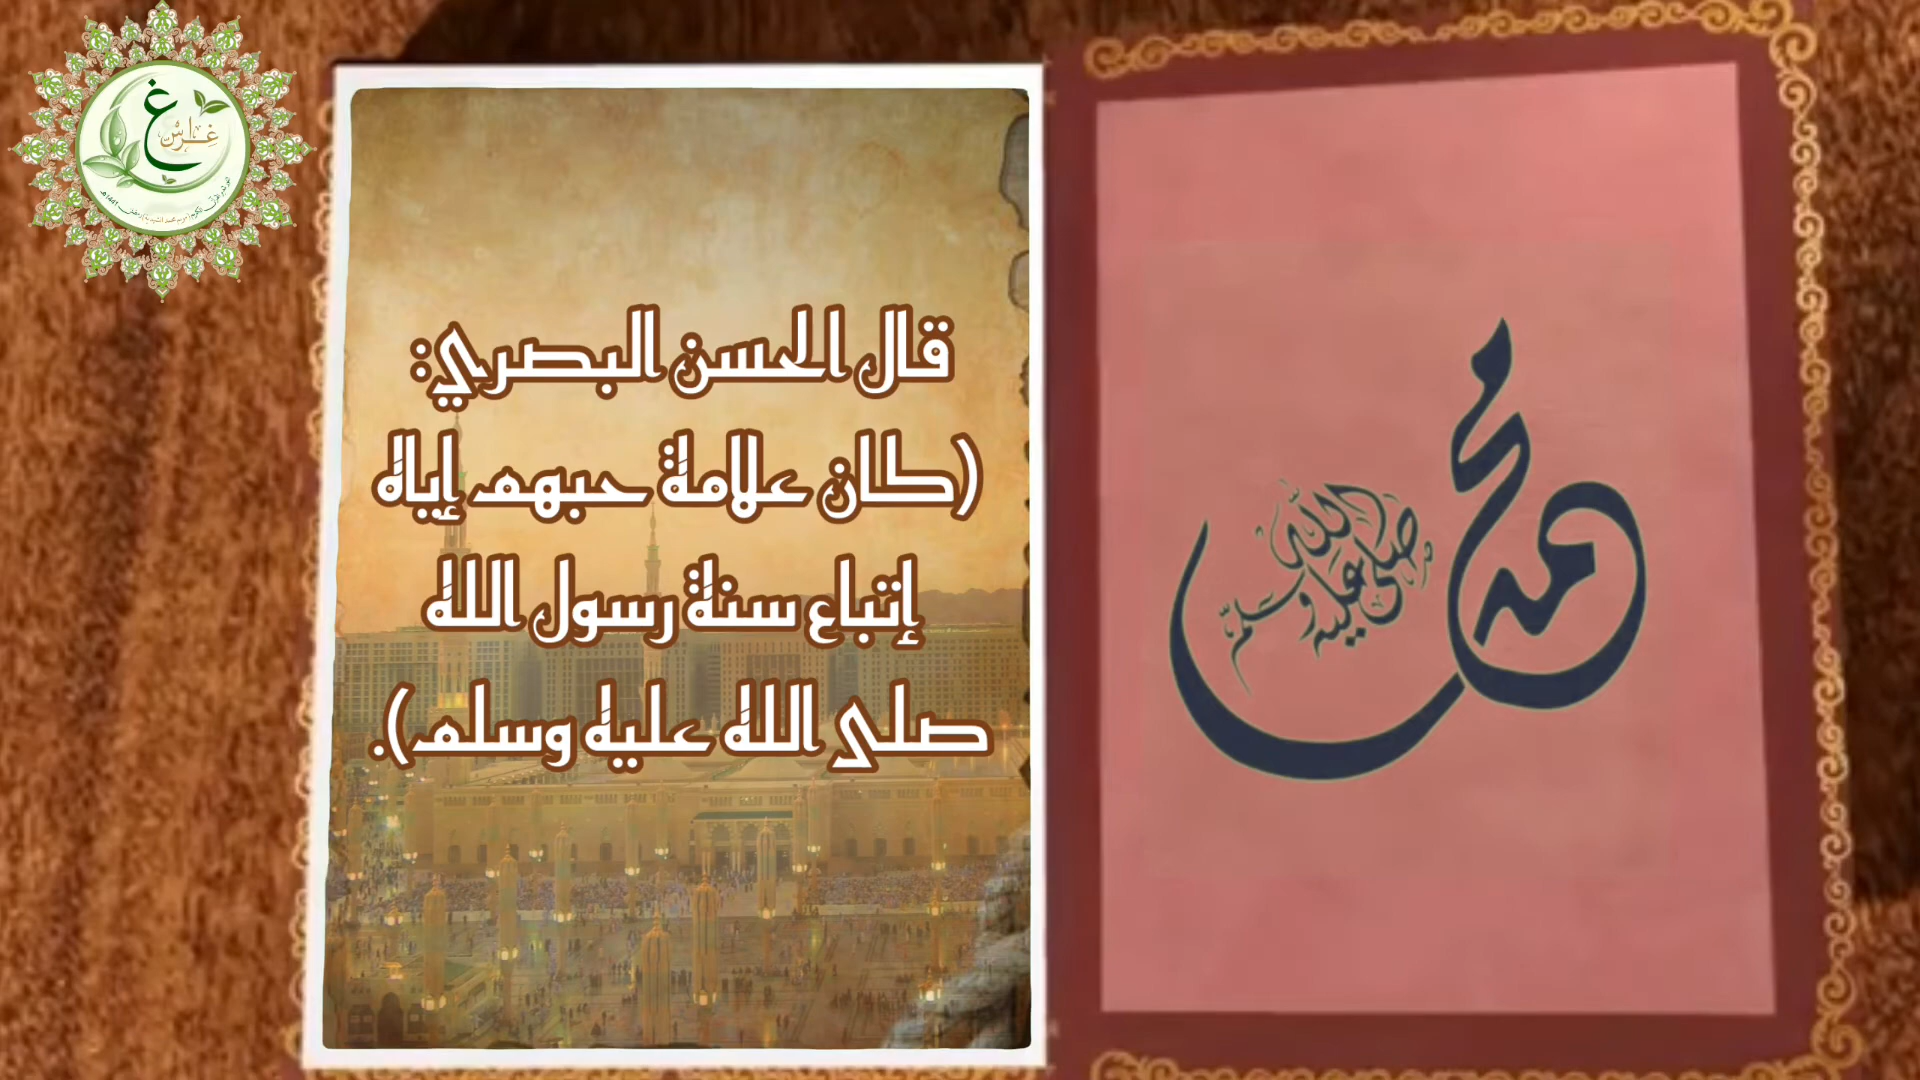 قال الحسن البصري:
(كان علامة حبهم إياه
إتباع سنة رسول الله
صلى الله عليه وسلم).
محمد
صلى الله عليه وسلم
غ
غِراسْ